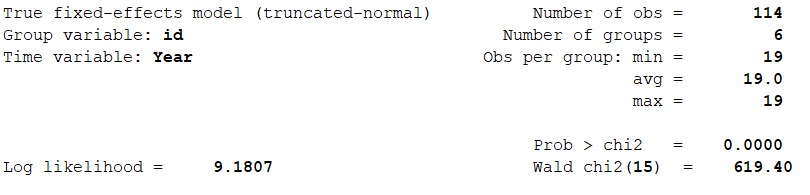 True fixed-effects model (truncated-normal) Number of obs = 114
Group variable: id Number of groups = 6
Time variable: Year Obs per group: min = 19
avg = 19.0
max = 19
Prob > chi2 = 0.0000
Log likelihood = 9.1807 Wald chi2(15) = 619.40